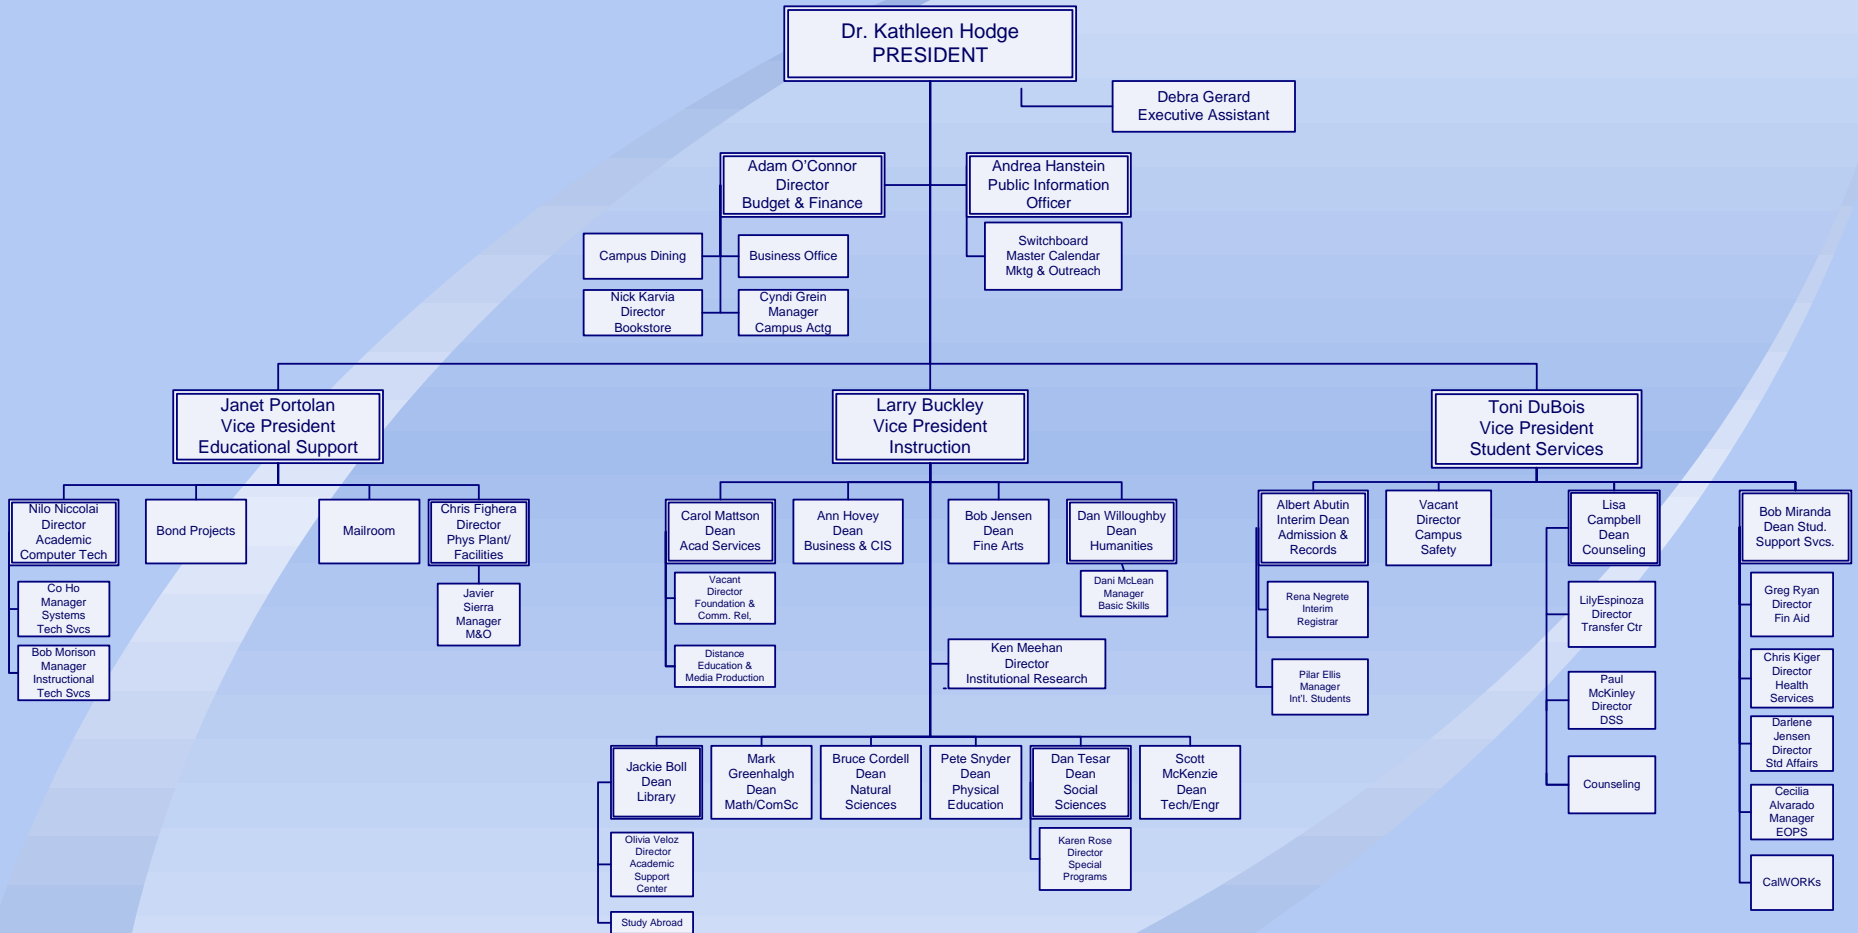 Dr. Kathleen Hodge
PRESIDENT
Debra Gerard
Executive Assistant
Adam O’Connor
Director
Budget & Finance
Andrea Hanstein
Public Information
Officer
Campus Dining
Business Office
Switchboard
Master Calendar
Mktg & Outreach
Nick Karvia
Director
Bookstore
Cyndi Grein
Manager
Campus Actg
Janet Portolan
Vice President
Educational Support
Larry Buckley
Vice President
Instruction
Toni DuBois
Vice President
Student Services
Nilo Niccolai
Director
Academic
Computer Tech
Bond Projects
Mailroom
Chris Fighera
Director
Phys Plant/
Facilities
Co Ho
Manager
Systems
Tech Svcs
Bob Morison
Manager
Instructional
Tech Svcs
Javier
Sierra
Manager
M&O
Carol Mattson
Dean
Acad Services
Ann Hovey
Dean
Business & CIS
Bob Jensen
Dean
Fine Arts
Dan Willoughby
Dean
Humanities
Vacant
Director
Foundation &
Comm. Rel,
Distance
Education &
Media Production
Dani McLean
Manager
Basic Skills
Ken Meehan
Director
Institutional Research
Jackie Boll
Dean
Library
Mark
Greenhalgh
Dean
Math/ComSc
Bruce Cordell
Dean
Natural
Sciences
Pete Snyder
Dean
Physical
Education
Dan Tesar
Dean
Social
Sciences
Scott
McKenzie
Dean
Tech/Engr
Olivia Veloz
Director
Academic
Support
Center
Study Abroad
Karen Rose
Director
Special
Programs
Albert Abutin
Interim Dean
Admission &
Records
Vacant
Director
Campus
Safety
Lisa
Campbell
Dean
Counseling
Bob Miranda
Dean Stud.
Support Svcs.
Rena Negrete
Interim
Registrar
Pilar Ellis
Manager
Int’l. Students
LilyEspinoza
Director
Transfer Ctr
Paul
McKinley
Director
DSS
Counseling
Greg Ryan
Director
Fin Aid
Chris Kiger
Director
Health
Services
Darlene
Jensen
Director
Std Affairs
Cecilia
Alvarado
Manager
EOPS
CalWORKs